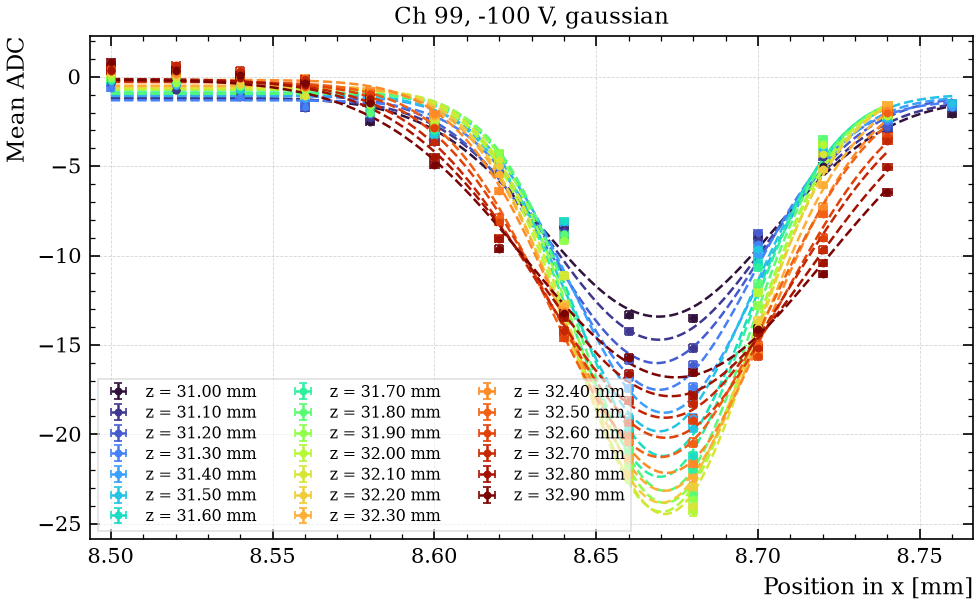 Ch 99, -100 V, gaussian
Mean ADC
0
−5
−10
−15
−20
−25
z = 31.00 mm
z = 31.10 mm
z = 31.20 mm
z = 31.30 mm
z = 31.40 mm
z = 31.50 mm
z = 31.60 mm
z = 31.70 mm
z = 31.80 mm
z = 31.90 mm
z = 32.00 mm
z = 32.10 mm
z = 32.20 mm
z = 32.30 mm
z = 32.40 mm
z = 32.50 mm
z = 32.60 mm
z = 32.70 mm
z = 32.80 mm
z = 32.90 mm
8.50
8.55
8.60
8.65
8.70
8.75
Position in x [mm]